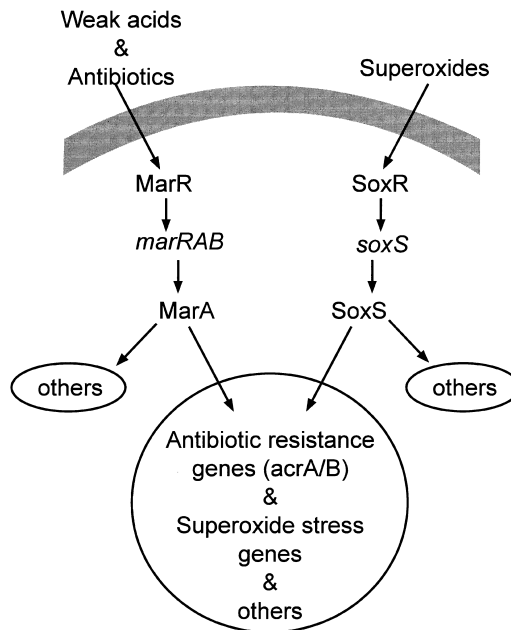 Weak acids
&
Antibiotics
Superoxides
MarR
SoxR
marRAB
soxS
MarA
SoxS
others
others
Antibiotic resistance
genes (acrA/B)
&
Superoxide stress
genes
&
others